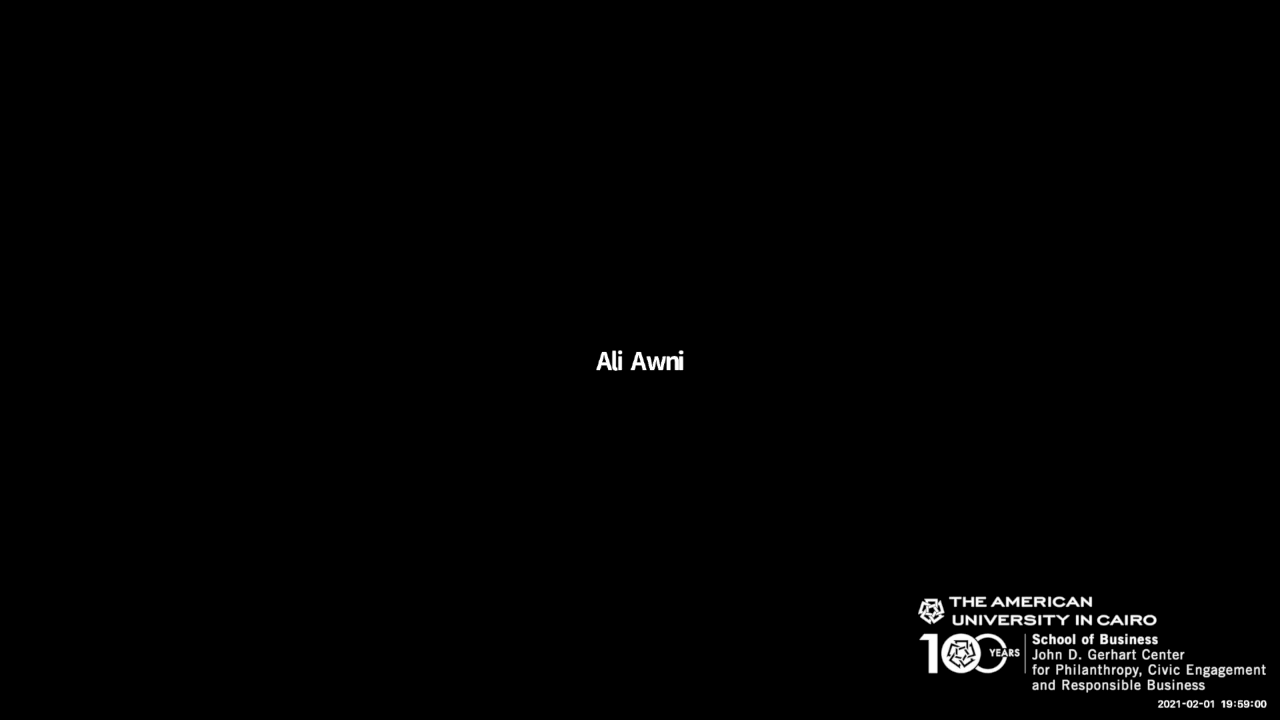 Ali Awni
THE AMERICAN
UNIVERSITY IN CAIRO
100 YEARS
School of Business
John D. Gerhart Center
for Philanthropy, Civic Engagement
and Responsible Business
2021-02-01 19:59:00